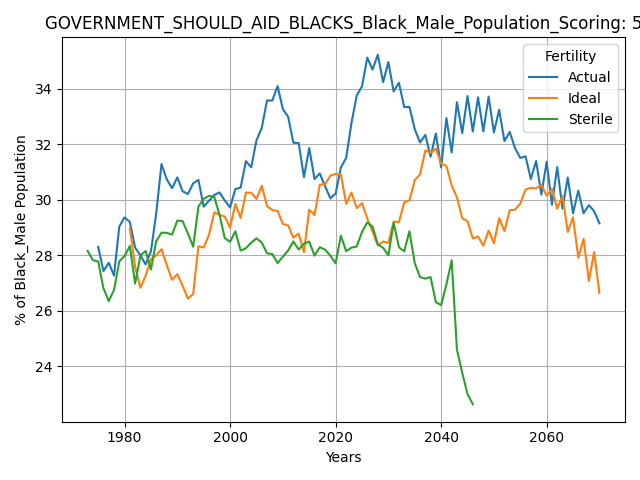 GOVERNMENT_SHOULD_AID_BLACKS_Black_Male_Population_Scoring: 5
Fertility
Actual
Ideal
Sterile
% of Black_Male Population
34
32
30
28
26
24
1980
2000
2020
2040
2060
Years